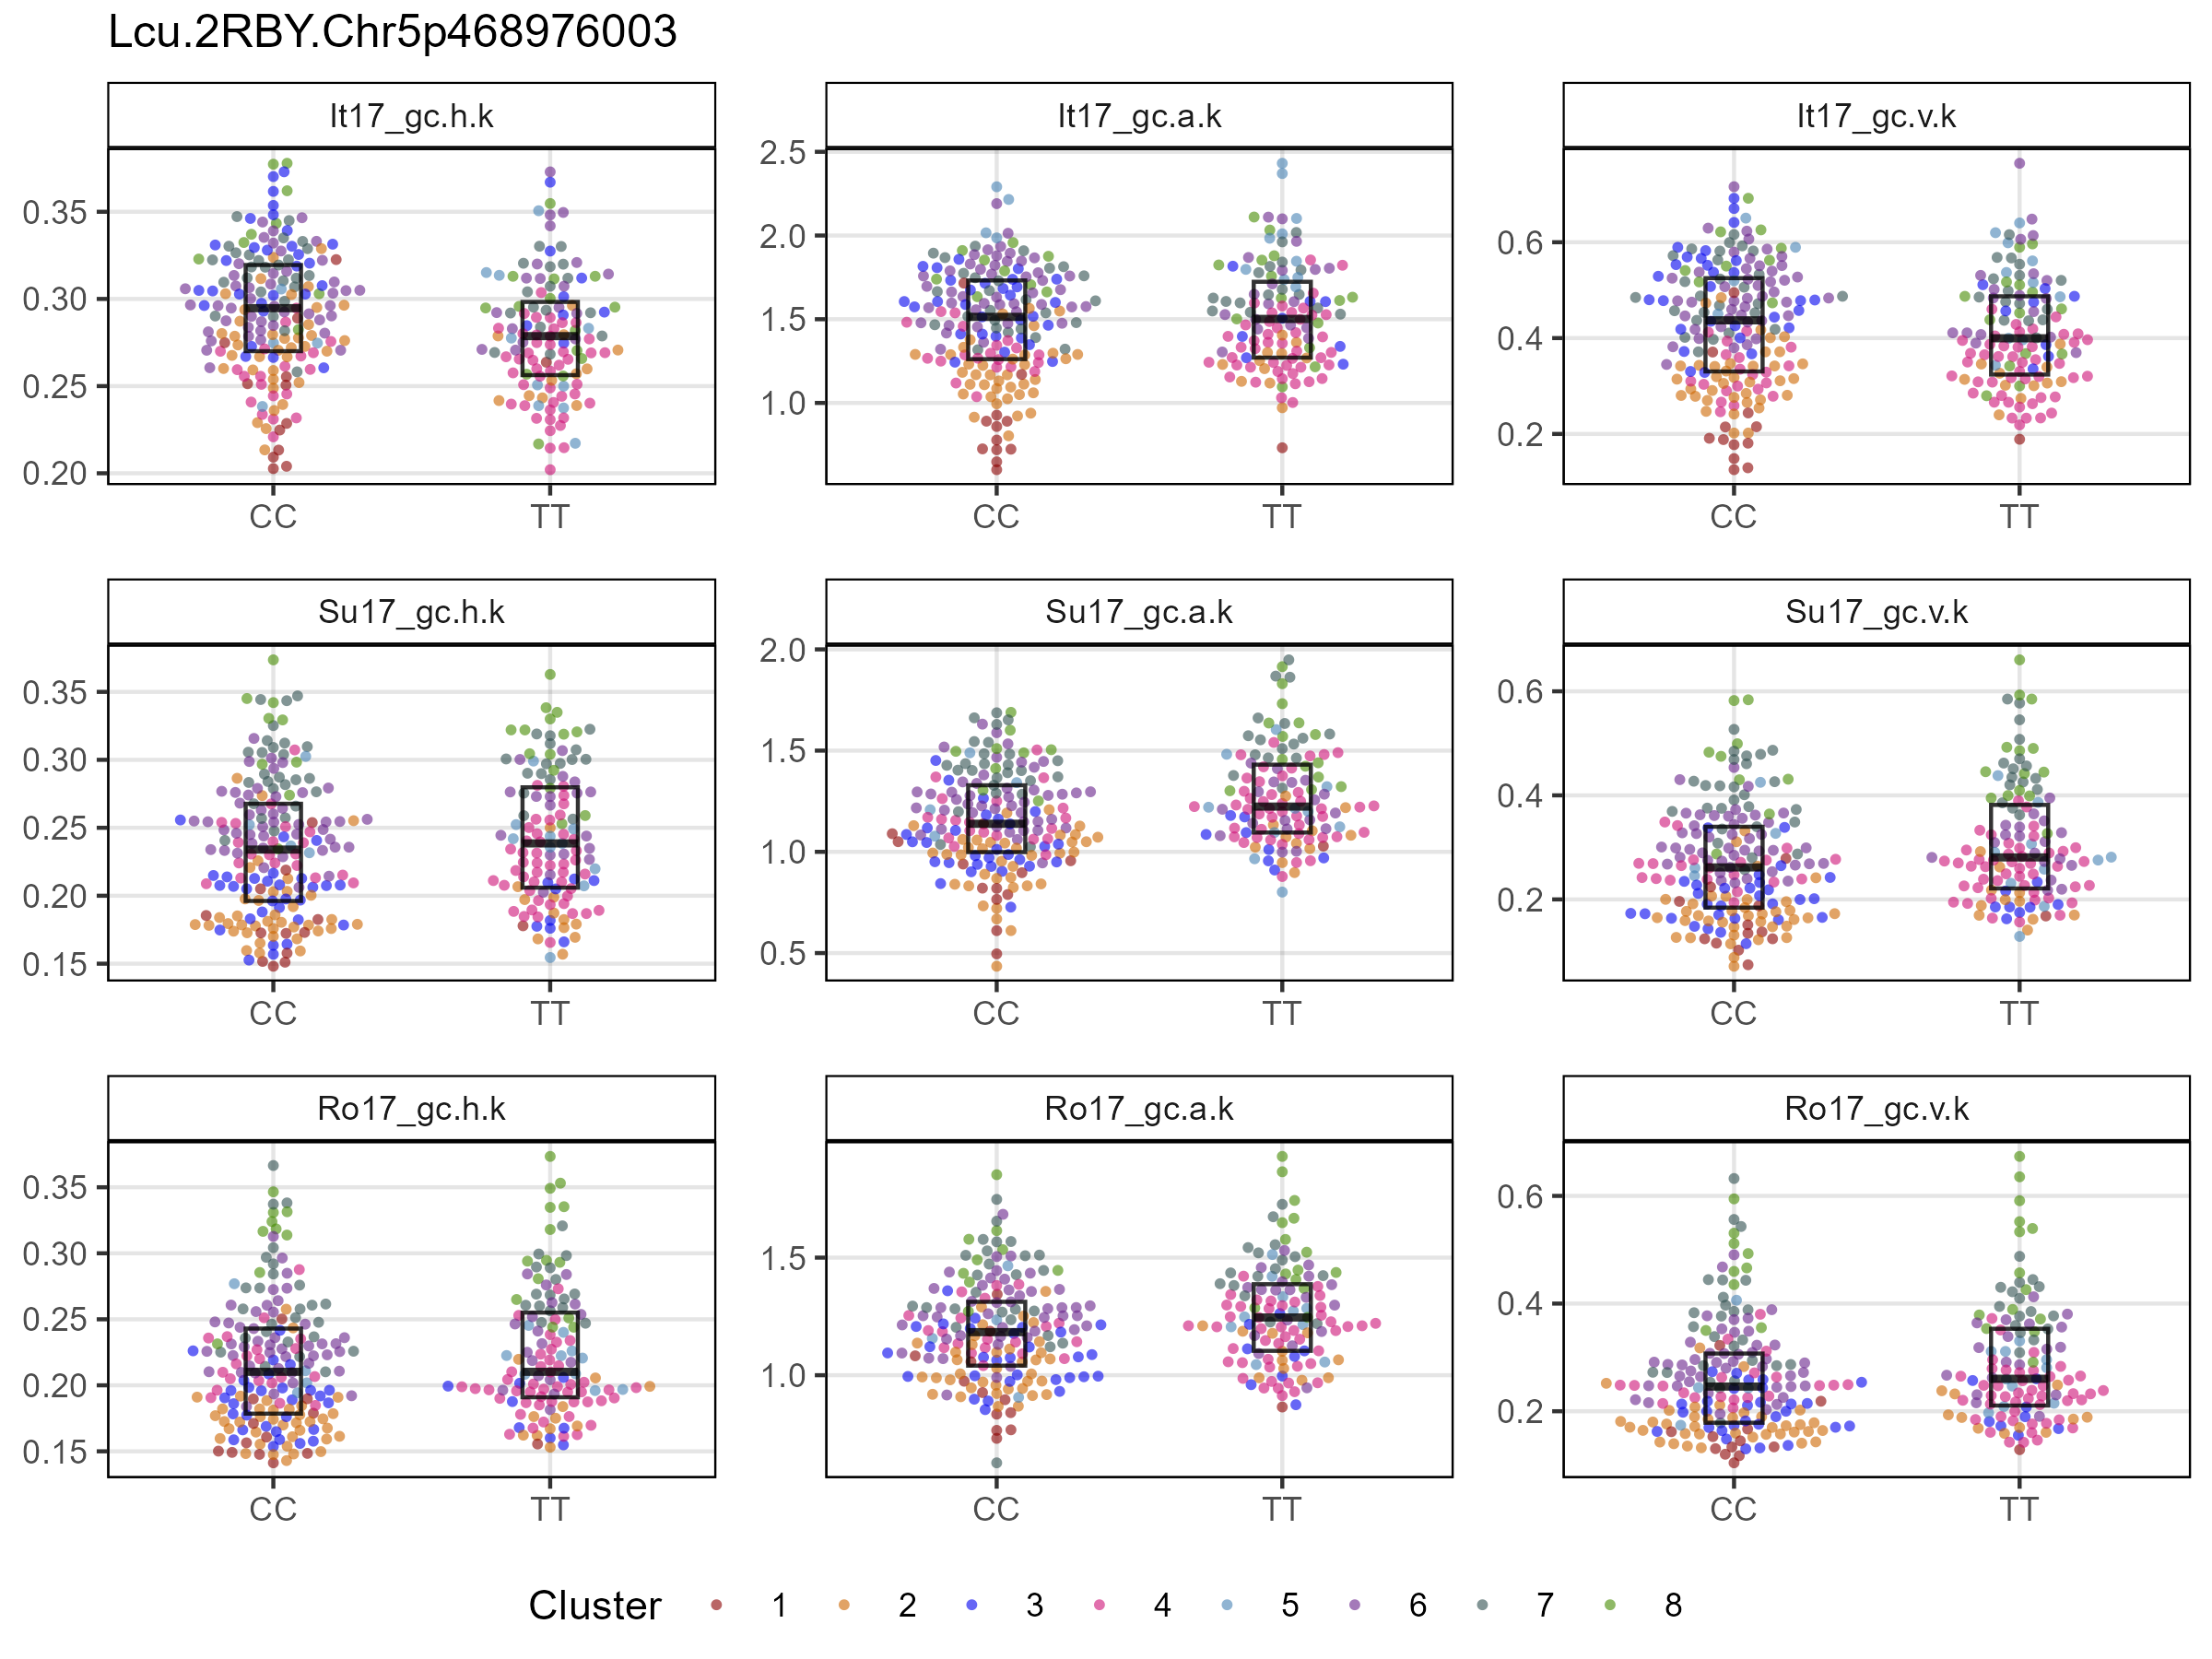 Lcu.2RBY.Chr5p468976003
It17_gc.h.k
It17_gc.a.k
It17_gc.v.k
0.35
0.30
0.25
0.20
CC TT
2.5
2.0
1.5
1.0
CC TT
0.6
0.4
0.2
CC TT
Su17_gc.h.k
Su17_gc.a.k
Su17_gc.v.k
0.35
0.30
0.25
0.20
0.15
CC TT
2.0
1.5
1.0
0.5
CC TT
0.6
0.4
0.2
CC TT
Ro17_gc.h.k
Ro17_gc.a.k
Ro17_gc.v.k
0.35
0.30
0.25
0.20
0.15
CC TT
1.5
1.0
CC TT
0.6
0.4
0.2
CC TT
Cluster 1 2 3 4 5 6 7 8